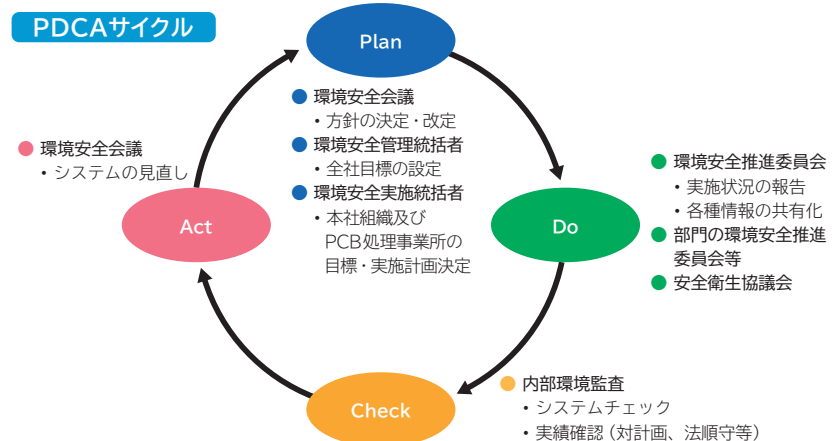 PDCAサイクル
Plan
● 環境安全会議
・方針の決定・改定
● 環境安全管理統括者
・全社目標の設定
● 環境安全実施統括者
・本社組織及び
PCB処理事業所の
目標・実施計画決定
● 環境安全会議
・システムの見直し
Act
Do
● 環境安全推進委員会
・実施状況の報告
・各種情報の共有化
● 部門の環境安全推進
委員会等
● 安全衛生協議会
Check
● 内部環境監査
・システムチェック
・実績確認（対計画、法順守等）